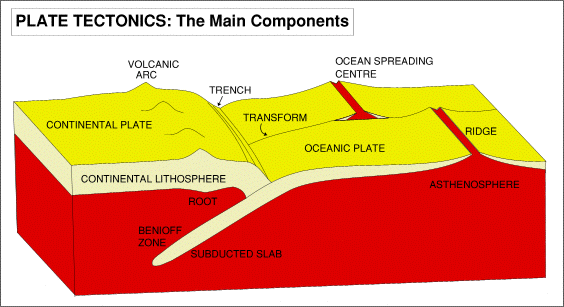 PLATE TECTONICS: The Main Components
VOLCANIC
ARC
TRENCH
OCEAN SPREADING
CENTRE
CONTINENTAL PLATE
TRANSFORM
RIDGE
OCEANIC PLATE
CONTINENTAL LITHOSPHERE
ASTHENOSPHERE
ROOT
BENIOFF
ZONE
SUBDUCTED SLAB